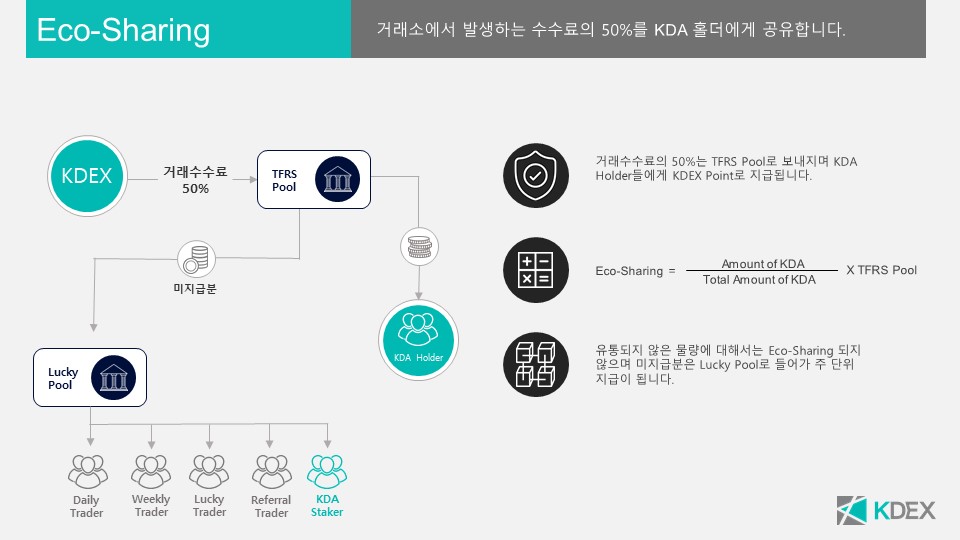 Eco-Sharing
거래소에서 발생하는 수수료의 50%를 KDA 홀더에게 공유합니다.
KDEX
거래수수료
50%
TFRS
Pool
미지급분
KDA Holder
Lucky
Pool
Daily
Trader
Weekly
Trader
Lucky
Trader
Referral
Trader
KDA
Staker
거래수수료의 50%는 TFRS Pool로 보내지며 KDA
Holder들에게 KDEX Point로 지급됩니다.
Eco-Sharing =
Amount of KDA
Total Amount of KDA
X TFRS Pool
유통되지 않은 물량에 대해서는 Eco-Sharing 되지
않으며 미지급분은 Lucky Pool로 들어가 주 단위
지급이 됩니다.
KDEX